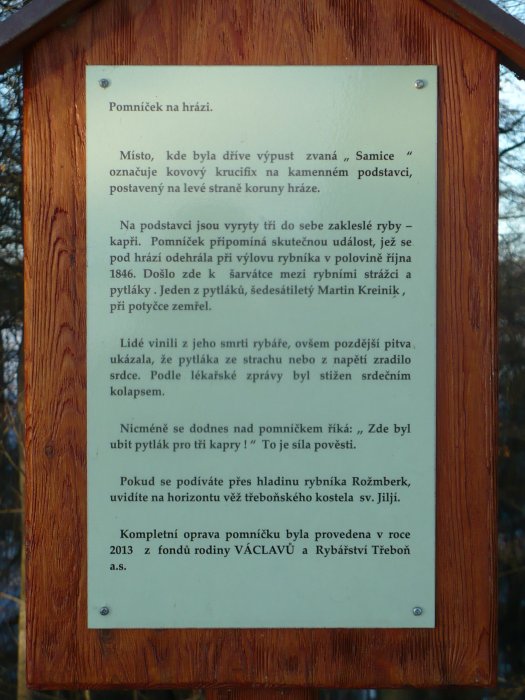 Pomníček na hrázi.
Místo, kde byla dříve výpust zvaná „ Samice “
označuje kovový krucifix na kamenném podstavci,
postavený na levé straně koruny hráze.
Na podstavci jsou vyryty tři do sebe zakleslé ryby –
kapři. Pomníček připomíná skutečnou událost, jež se
pod hrází odehrála při výlovu rybníka v polovině října
1846. Došlo zde k šarvátce mezi rybními strážci a
pytláky . Jeden z pytláků, šedesátiletý Martin Kreinik ,
při potyčce zemřel.
Lidé vinili z jeho smrti rybáře, ovšem pozdější pitva
ukázala, že pytláka ze strachu nebo z napětí zradilo
srdce. Podle lékařské zprávy byl stižen srdečním
kolapsem.
Nicméně se dodnes nad pomníčkem říká: „ Zde byl
ubit pytlák pro tři kapry ! “ To je síla pověsti.
Pokud se podíváte přes hladinu rybníka Rožmberk,
uvidíte na horizontu věž třeboňského kostela sv. Jiljí.
Kompletní oprava pomníčku byla provedena v roce
2013 z fondů rodiny VÁCLAVŮ a Rybářství Třeboň
a.s.